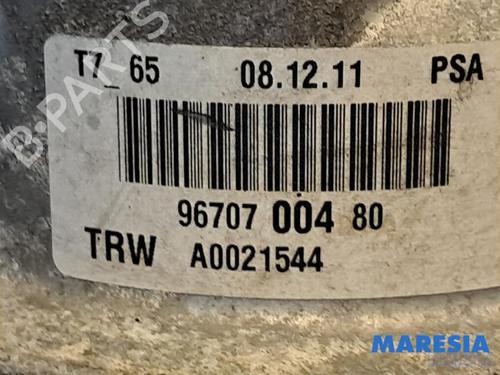 T7_65 08.12.11 PSA
96707 004 80
TRW A0021544
B-PARTS
MARESIA